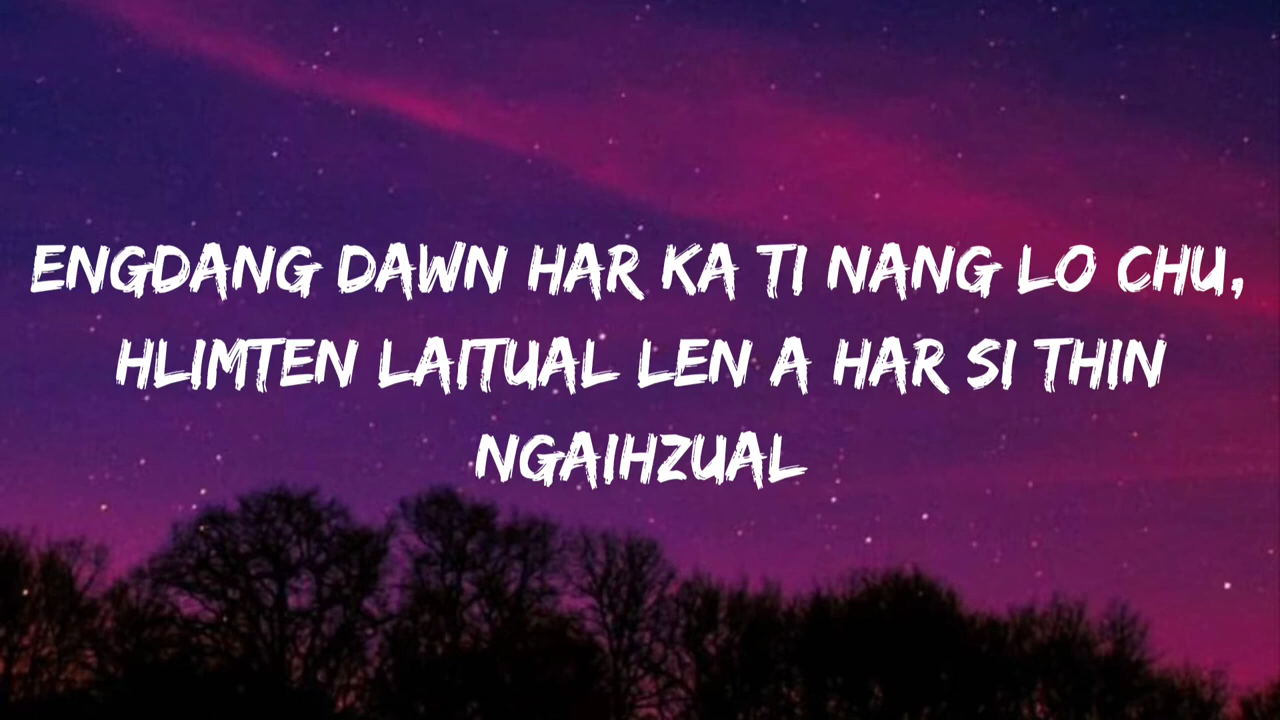 ENGDANG DAWN HAR KA TI NANG LO CHU,
HLIMTEN LAITUAL LEN A HAR SI THIN
NGAIHZUAL